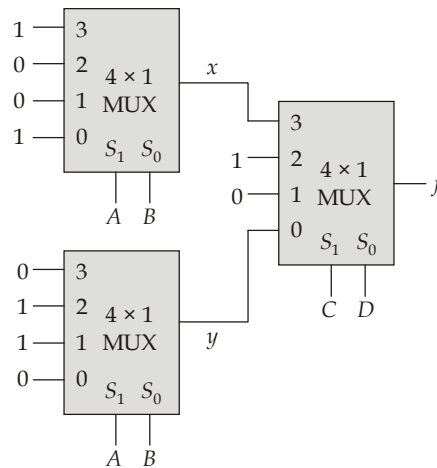 1 3
0 2
0 1
1 0
4 × 1
MUX
S1 S0
A B
x
0 3
1 2
1 1
0 0
4 × 1
MUX
S1 S0
A B
y
3
1 2
0 1
0
4 × 1
MUX
S1 S0
C D